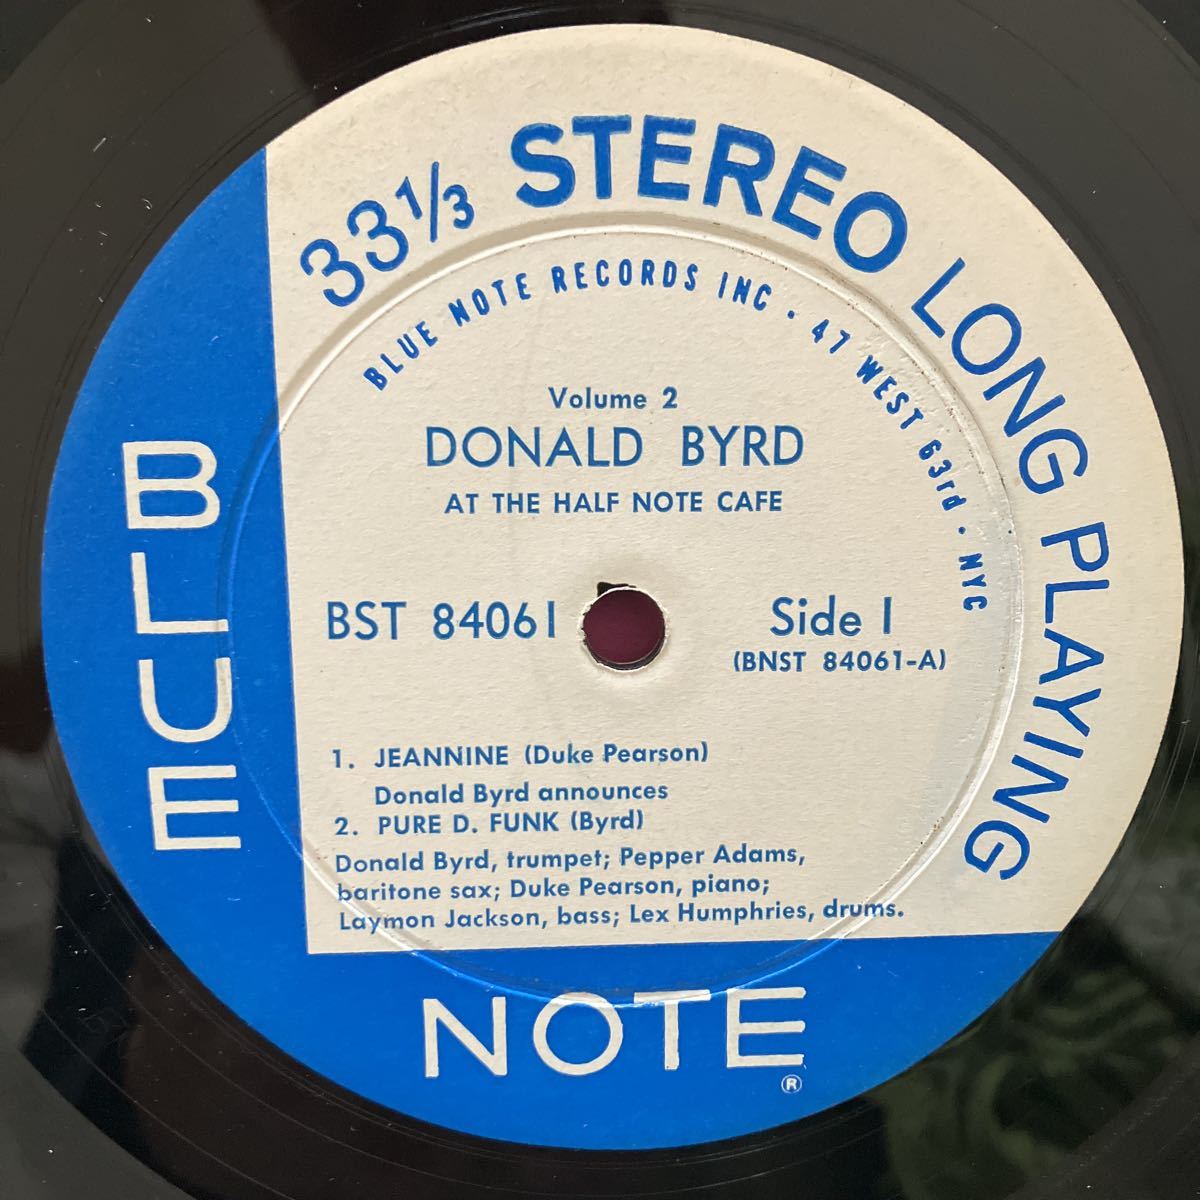 33⅓ STEREO LONG PLAYING
BLUE NOTE RECORDS INC · 47 WEST 63rd · NYC
Volume 2
DONALD BYRD
AT THE HALF NOTE CAFE
BST 84061
Side 1
(BNST 84061-A)
1. JEANNINE (Duke Pearson)
Donald Byrd announces
2. PURE D. FUNK (Byrd)
Donald Byrd, trumpet; Pepper Adams,
baritone sax; Duke Pearson, piano;
Laymon Jackson, bass; Lex Humphries, drums.
BLUE
NOTE
®